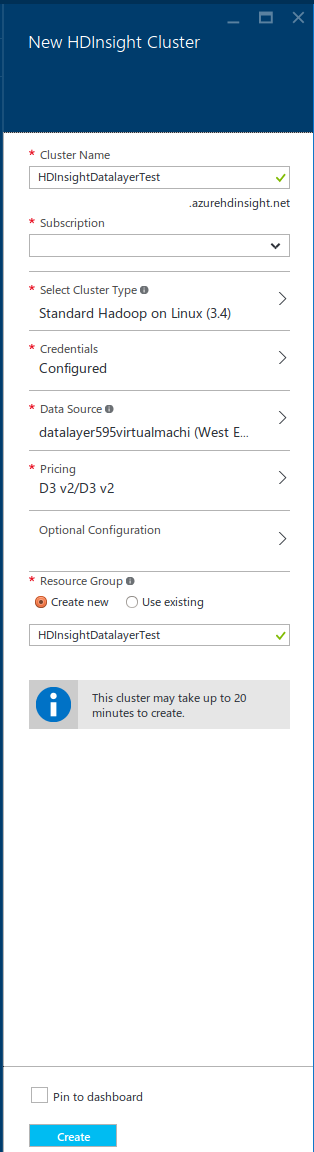 New HDInsight Cluster
* Cluster Name
HDInsightDatalayerTest
.azurehdinsight.net
* Subscription
* Select Cluster Type
Standard Hadoop on Linux (3.4)
* Credentials
Configured
* Data Source
datalayer595virtualmachi (West E...
* Pricing
D3 v2/D3 v2
Optional Configuration
* Resource Group
Create new Use existing
HDInsightDatalayerTest
This cluster may take up to 20
minutes to create.
Pin to dashboard
Create